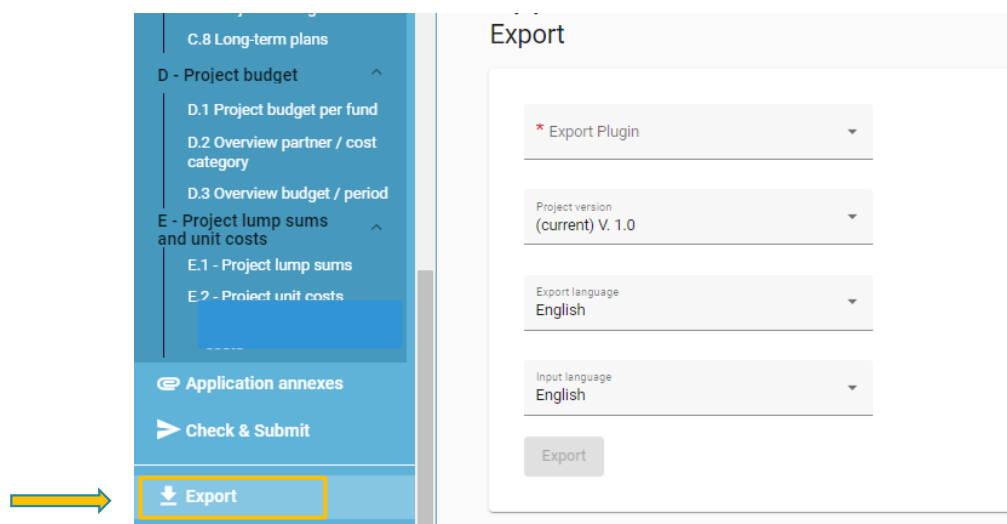 C.8 Long-term plans
D - Project budget
D.1 Project budget per fund
D.2 Overview partner / cost
category
D.3 Overview budget / period
E - Project lump sums
and unit costs
E.1 - Project lump sums
E.2 - Project unit costs
Application annexes
Check & Submit
Export
Export
* Export Plugin
Project version
(current) V. 1.0
Export language
English
Input language
English
Export